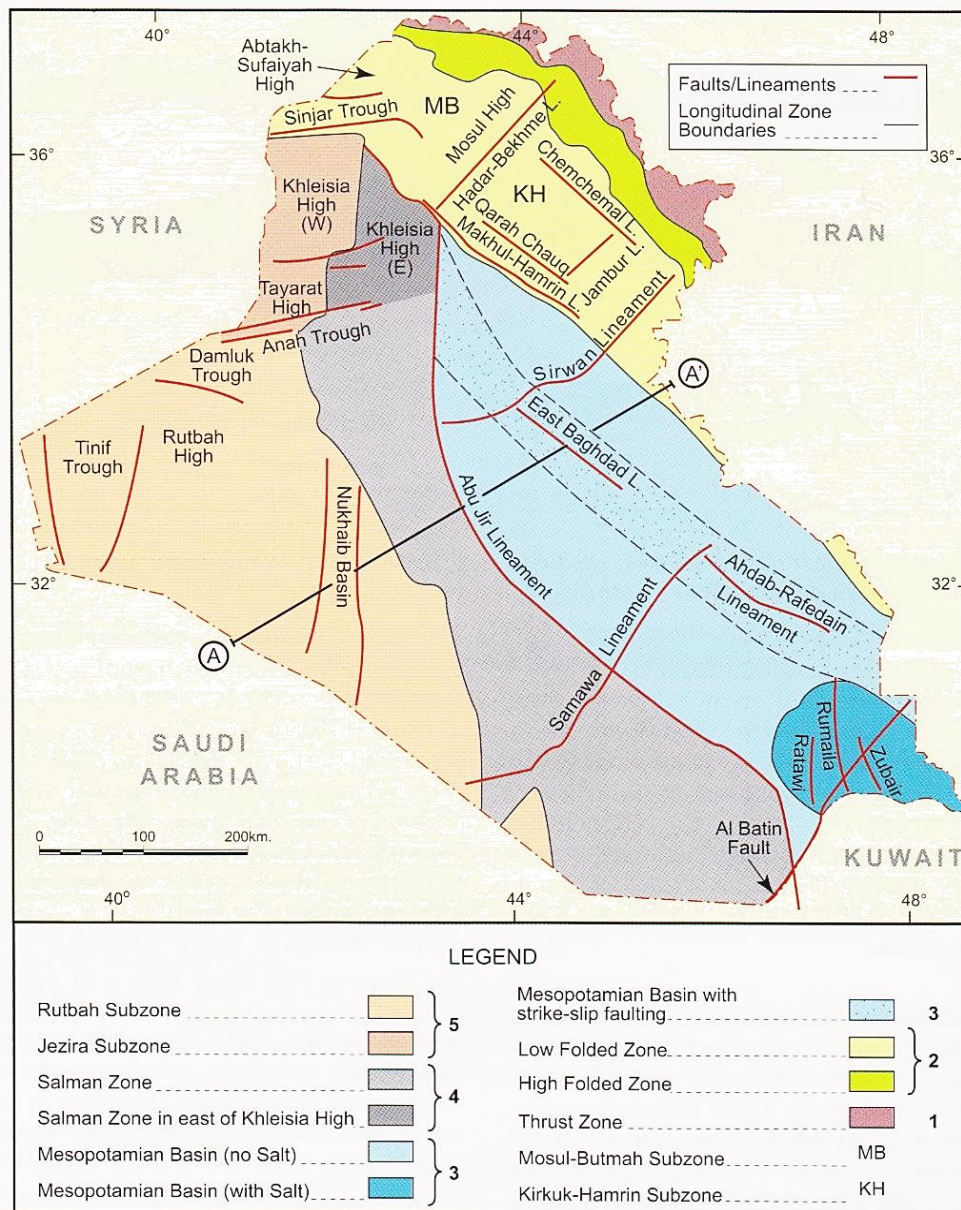 40°
44°
48°
Abtakh-
Sufaiyah
High
Faults/Lineaments
Longitudinal Zone
Boundaries
MB
Sinjar Trough
Mosul High
Hadar-Bekhme L.
36°
36°
Chemchemal L.
KH
Khleisia
High
(W)
SYRIA
Qarah Chauq
IRAN
Khleisia
High
(E)
Makhul-Hamrin L.
Jambur L.
Tayarat
High
Sirwan Lineament
Anah Trough
Damluk
Trough
A'
East Baghdad L.
Tinif
Trough
Rutbah
High
Nukhaib Basin
Abu Jir Lineament
32°
32°
Ahdab-Rafedain
Lineament
A
Samawa Lineament
Rumaila
Ratawi
Zubair
SAUDI
ARABIA
0 100 200km.
Al Batin
Fault
KUWAIT
40°
44°
48°
LEGEND
Rutbah Subzone
Jezira Subzone
5
Salman Zone
Salman Zone in east of Khleisia High
4
Mesopotamian Basin (no Salt)
Mesopotamian Basin (with Salt)
3
Mesopotamian Basin with
strike-slip faulting
3
Low Folded Zone
High Folded Zone
2
Thrust Zone
1
Mosul-Butmah Subzone MB
Kirkuk-Hamrin Subzone KH